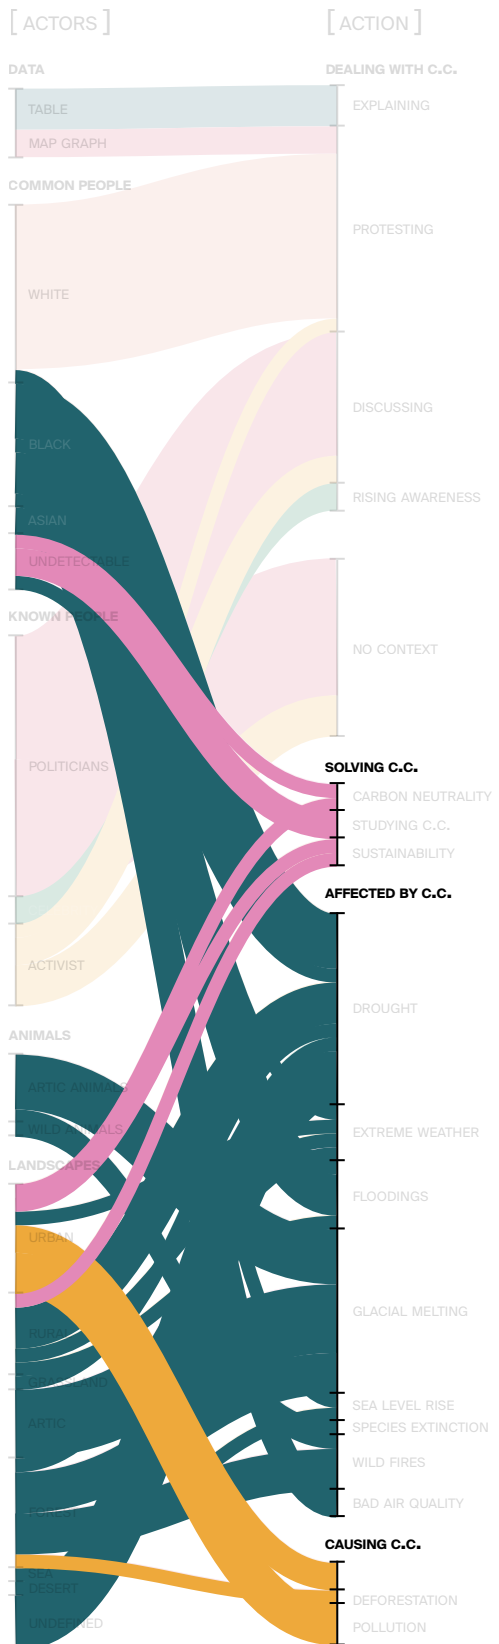 [ ACTORS ]
[ ACTION ]
DATA
TABLE
MAP GRAPH
COMMON PEOPLE
WHITE
BLACK
ASIAN
UNDETECTABLE
KNOWN PEOPLE
POLITICIANS
ACTIVIST
ANIMALS
ARTIC ANIMALS
WILD ANIMALS
LANDSCAPES
URBAN
RURAL
GRASSLAND
ARTIC
FOREST
SEA
DESERT
UNDEFINED
DEALING WITH C.C.
EXPLAINING
PROTESTING
DISCUSSING
RISING AWARENESS
NO CONTEXT
SOLVING C.C.
CARBON NEUTRALITY
STUDYING C.C.
SUSTAINABILITY
AFFECTED BY C.C.
DROUGHT
EXTREME WEATHER
FLOODINGS
GLACIAL MELTING
SEA LEVEL RISE
SPECIES EXTINCTION
WILD FIRES
BAD AIR QUALITY
CAUSING C.C.
DEFORESTATION
POLLUTION